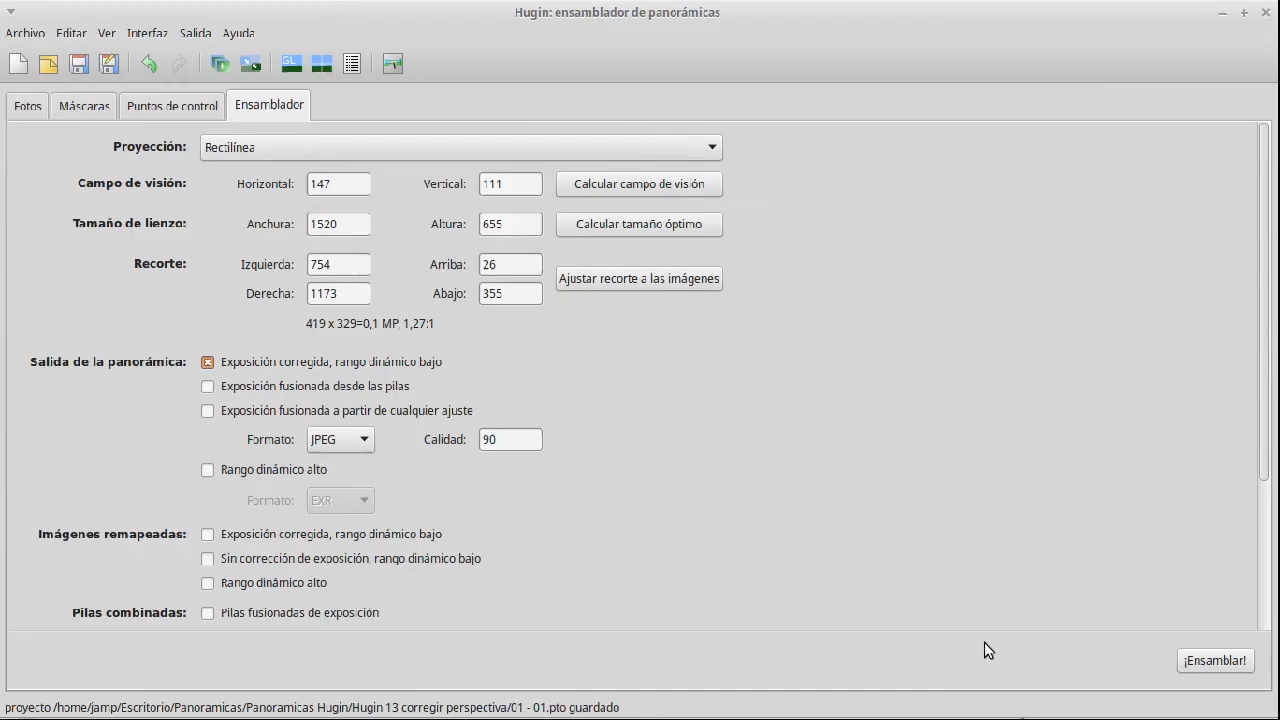 Hugin: ensamblador de panorámicas
Archivo Editar Ver Interfaz Salida Ayuda
GL
Fotos Máscaras Puntos de control Ensamblador
Proyección: Rectilínea
Campo de visión: Horizontal: 147 Vertical: 111 Calcular campo de visión
Tamaño de lienzo: Anchura: 1520 Altura: 655 Calcular tamaño óptimo
Recorte: Izquierda: 754 Arriba: 26 Ajustar recorte a las imágenes
Derecha: 1173 Abajo: 355
419 x 329=0,1 MP, 1,27:1
Salida de la panorámica: Exposición corregida, rango dinámico bajo
Exposición fusionada desde las pilas
Exposición fusionada a partir de cualquier ajuste
Formato: JPEG Calidad: 90
Rango dinámico alto
Formato: EXR
Imágenes remapeadas: Exposición corregida, rango dinámico bajo
Sin corrección de exposición, rango dinámico bajo
Rango dinámico alto
Pilas combinadas: Pilas fusionadas de exposición
¡Ensamblar!
proyecto /home/jamp/Escritorio/Panoramicas/Panoramicas Hugin/Hugin 13 corregir perspectiva/01 - 01.pto guardado